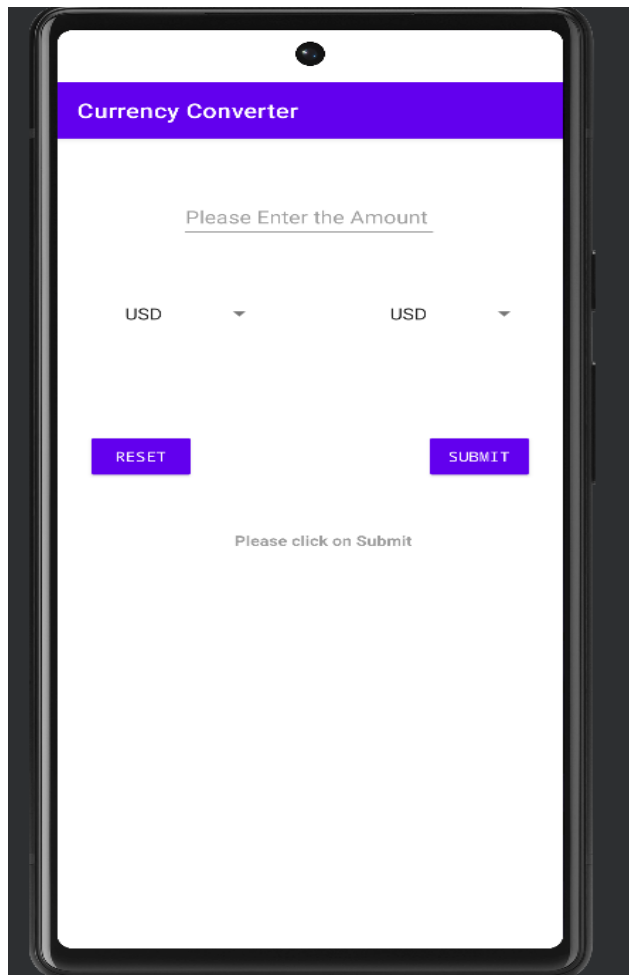 Currency Converter
Please Enter the Amount
USD USD
RESET SUBMIT
Please click on Submit